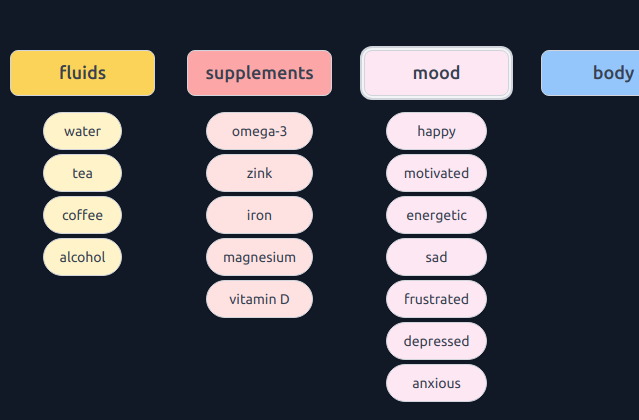 fluids
supplements
mood
body
water
tea
coffee
alcohol
omega-3
zink
iron
magnesium
vitamin D
happy
motivated
energetic
sad
frustrated
depressed
anxious